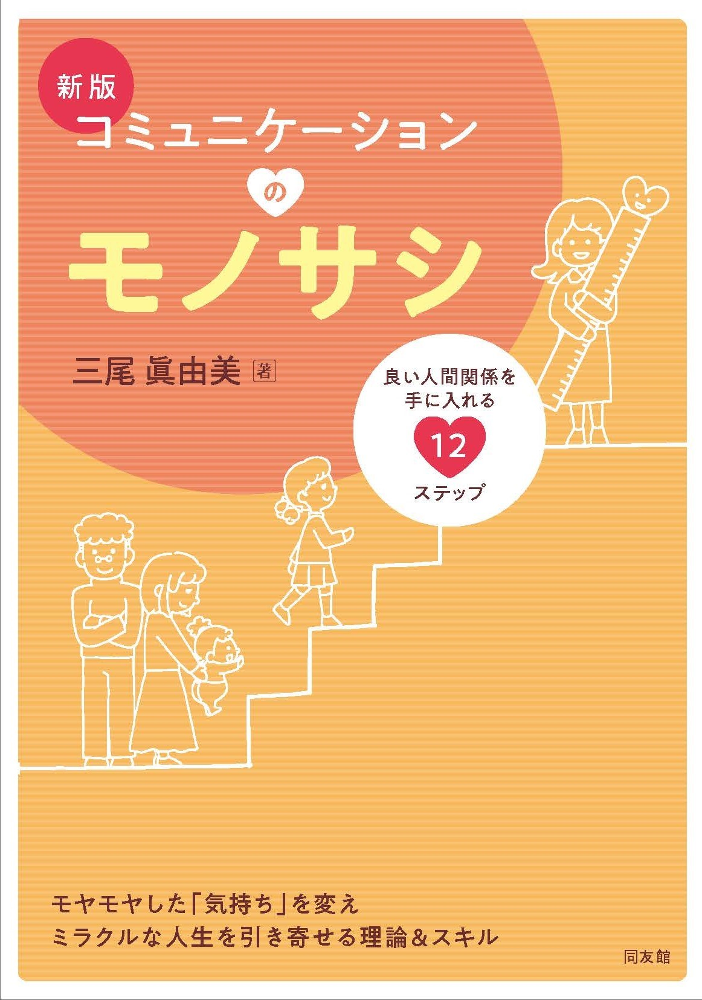 新版
コミュニケーション
の
モノサシ
三尾 眞由美 著
良い人間関係を
手に入れる
12
ステップ
モヤモヤした「気持ち」を変え
ミラクルな人生を引き寄せる理論&スキル
同友館